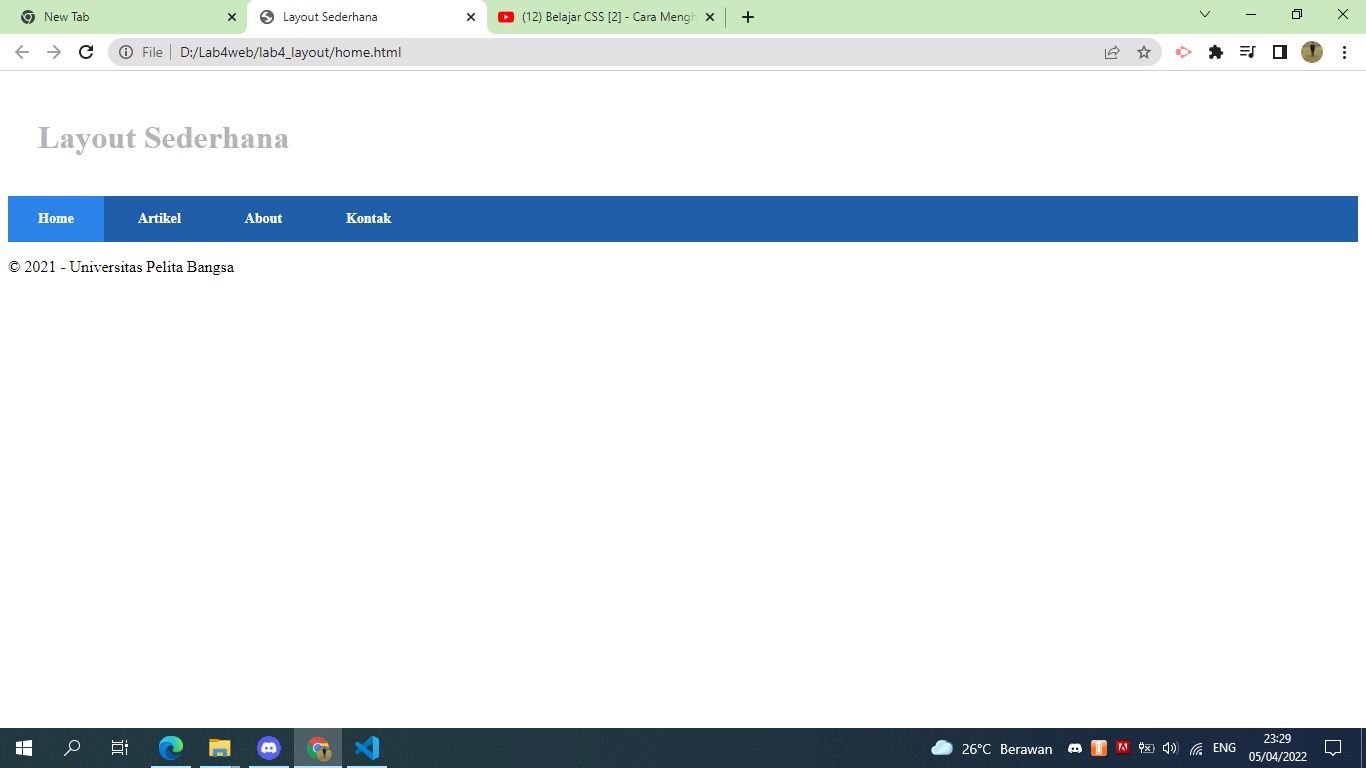 New Tab
Layout Sederhana
(12) Belajar CSS [2] - Cara Mengh
File
D:/Lab4web/lab4_layout/home.html
Layout Sederhana
Home Artikel About Kontak
© 2021 - Universitas Pelita Bangsa
26°C Berawan
ENG
23:29
05/04/2022